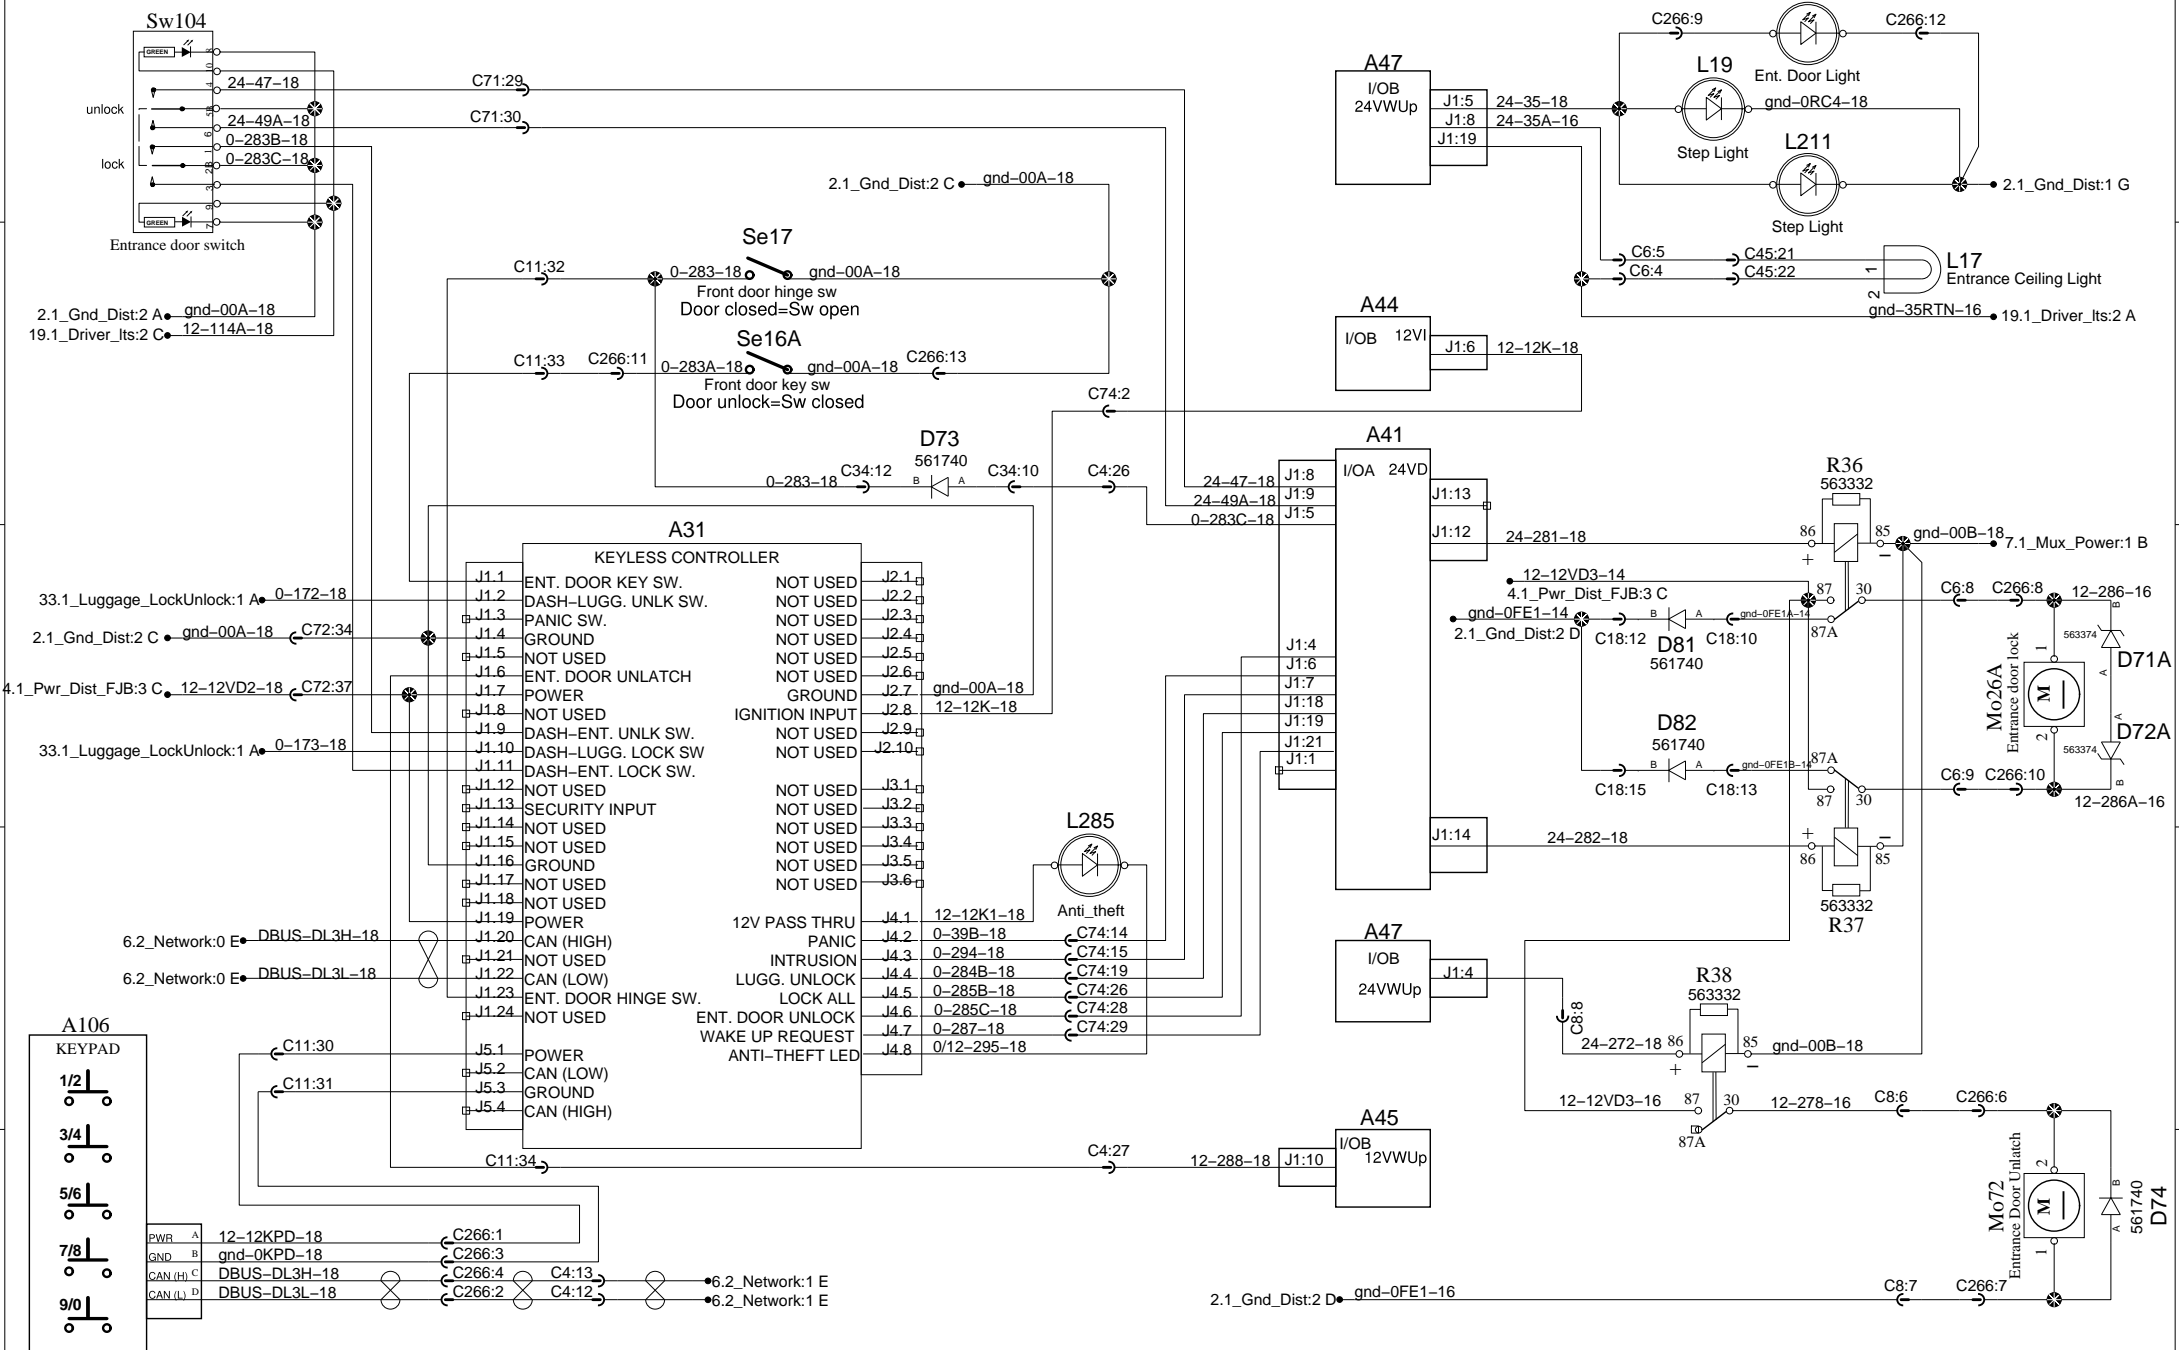 Sw104
GREEN
8
10
24-47-18
4
unlock
5B
24-49A-18
6
0-283B-18
1
lock
0-283C-18
2B
3
9
GREEN
7
Entrance door switch
2.1_Gnd_Dist:2 A
gnd-00A-18
19.1_Driver_lts:2 C
12-114A-18
C71:29
C71:30
2.1_Gnd_Dist:2 C
gnd-00A-18
Se17
C11:32
0-283-18
gnd-00A-18
Front door hinge sw
Door closed=Sw open
Se16A
C11:33
C266:11
0-283A-18
gnd-00A-18
C266:13
Front door key sw
Door unlock=Sw closed
C74:2
D73
561740
0-283-18
C34:12
B
A
C34:10
C4:26
A47
I/OB
24VWUp
J1:5
24-35-18
J1:8
24-35A-16
J1:19
C266:9
C266:12
Ent. Door Light
L19
gnd-0RC4-18
Step Light
L211
2.1_Gnd_Dist:1 G
Step Light
C6:5
C45:21
C6:4
C45:22
1
2
L17
Entrance Ceiling Light
gnd-35RTN-16
19.1_Driver_lts:2 A
A44
I/OB
12VI
J1:6
12-12K-18
A41
I/OA
24VD
24-47-18
J1:8
24-49A-18
J1:9
0-283C-18
J1:5
J1:13
J1:12
24-281-18
J1:4
J1:6
J1:7
J1:18
J1:19
J1:21
J1:1
J1:14
24-282-18
R36
563332
86
85
+
−
gnd-00B-18
7.1_Mux_Power:1 B
12-12VD3-14
4.1_Pwr_Dist_FJB:3 C
87
30
87A
gnd-0FE1-14
2.1_Gnd_Dist:2 D
C18:12
B
A
gnd-0FE1A-14
C18:10
D81
561740
C6:8
C266:8
12-286-16
B
563374
D71A
A
Mo26A
Entrance door lock
1
M
2
A
D72A
563374
B
D82
561740
B
A
gnd-0FE1B-14
C18:15
C18:13
87A
87
30
C6:9
C266:10
12-286A-16
+
−
86
85
563332
R37
A31
KEYLESS CONTROLLER
J1.1 ENT. DOOR KEY SW.
NOT USED J2.1
33.1_Luggage_LockUnlock:1 A
0-172-18
J1.2 DASH-LUGG. UNLK SW.
NOT USED J2.2
J1.3 PANIC SW.
NOT USED J2.3
2.1_Gnd_Dist:2 C
gnd-00A-18
C72:34
J1.4 GROUND
NOT USED J2.4
J1.5 NOT USED
NOT USED J2.5
J1.6 ENT. DOOR UNLATCH
NOT USED J2.6
4.1_Pwr_Dist_FJB:3 C
12-12VD2-18
C72:37
J1.7 POWER
GROUND J2.7 gnd-00A-18
J1.8 NOT USED
IGNITION INPUT J2.8 12-12K-18
J1.9 DASH-ENT. UNLK SW.
NOT USED J2.9
33.1_Luggage_LockUnlock:1 A
0-173-18
J1.10 DASH-LUGG. LOCK SW
NOT USED J2.10
J1.11 DASH-ENT. LOCK SW.
J1.12 NOT USED
NOT USED J3.1
J1.13 SECURITY INPUT
NOT USED J3.2
J1.14 NOT USED
NOT USED J3.3
J1.15 NOT USED
NOT USED J3.4
J1.16 GROUND
NOT USED J3.5
J1.17 NOT USED
NOT USED J3.6
J1.18 NOT USED
J1.19 POWER
12V PASS THRU J4.1 12-12K1-18
6.2_Network:0 E
DBUS-DL3H-18
J1.20 CAN (HIGH)
PANIC J4.2 0-39B-18 C74:14
J1.21 NOT USED
INTRUSION J4.3 0-294-18 C74:15
6.2_Network:0 E
DBUS-DL3L-18
J1.22 CAN (LOW)
LUGG. UNLOCK J4.4 0-284B-18 C74:19
J1.23 ENT. DOOR HINGE SW.
LOCK ALL J4.5 0-285B-18 C74:26
J1.24 NOT USED
ENT. DOOR UNLOCK J4.6 0-285C-18 C74:28
WAKE UP REQUEST J4.7 0-287-18 C74:29
C11:30
J5.1 POWER
ANTI-THEFT LED J4.8 0/12-295-18
J5.2 CAN (LOW)
C11:31
J5.3 GROUND
J5.4 CAN (HIGH)
L285
Anti_theft
A47
I/OB
24VWUp
J1:4
C8:8
R38
563332
24-272-18
86
85
+
−
gnd-00B-18
12-12VD3-16
87
30
87A
12-278-16
C8:6
C266:6
A45
I/OB
12VWUp
C11:34
C4:27
12-288-18
J1:10
Mo72
Entrance Door Unlatch
2
M
1
B
A
561740
D74
2.1_Gnd_Dist:2 D
gnd-0FE1-16
C8:7
C266:7
A106
KEYPAD
1/2
3/4
5/6
7/8
9/0
PWR A 12-12KPD-18 C266:1
GND B gnd-0KPD-18 C266:3
CAN (H) C DBUS-DL3H-18 C266:4 C4:13 6.2_Network:1 E
CAN (L) D DBUS-DL3L-18 C266:2 C4:12 6.2_Network:1 E